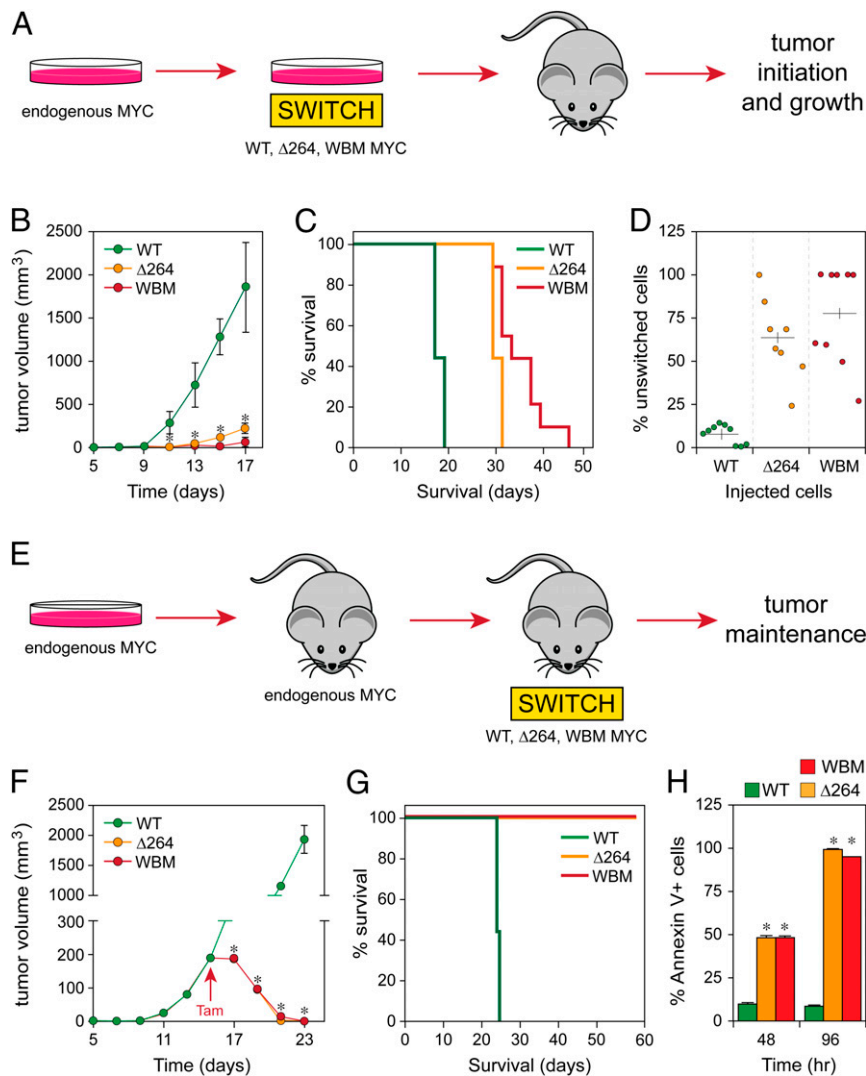 A
endogenous MYC
SWITCH
WT, Δ264, WBM MYC
tumor
initiation
and growth
B
tumor volume (mm³)
2500
2000
1500
1000
500
0
WT
Δ264
WBM
* * * *
5 9 13 17
Time (days)
C
% survival
100
80
60
40
20
0
WT
Δ264
WBM
0 10 20 30 40 50
Survival (days)
D
% unswitched cells
125
100
75
50
25
0
WT Δ264 WBM
Injected cells
E
endogenous MYC
endogenous MYC
SWITCH
WT, Δ264, WBM MYC
tumor
maintenance
F
tumor volume (mm³)
2500
2000
1500
1000
300
200
100
0
WT
Δ264
WBM
* * * *
Tam
5 11 17 23
Time (days)
G
% survival
100
80
60
40
20
0
WT
Δ264
WBM
0 10 20 30 40 50 60
Survival (days)
H
WBM
WT Δ264
% Annexin V+ cells
125
100
75
50
25
0
* *
* *
48 96
Time (hr)